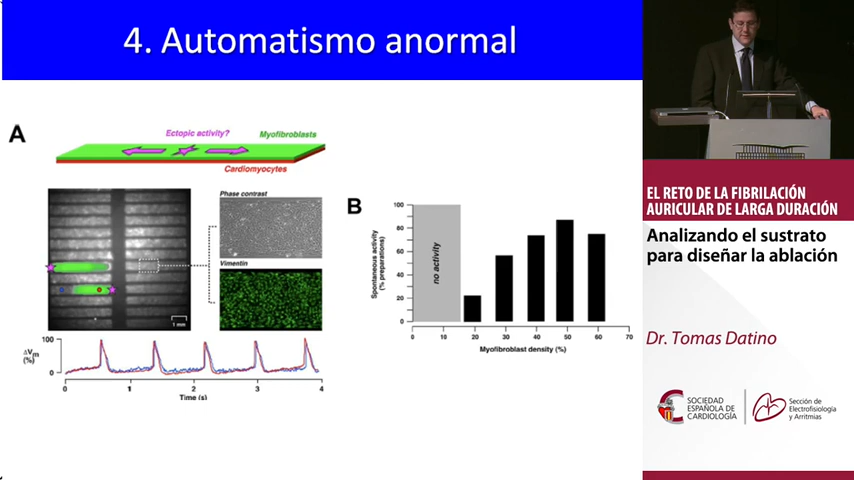 4. Automatismo anormal
A
Ectopic activity?
Myofibroblasts
Cardiomyocytes
Phase contrast
Vimentin
1 mm
ΔVm
(%)
100
0
0
1
2
3
4
Time (s)
B
Spontaneous activity
(% preparations)
100
80
60
40
20
0
no activity
0
10
20
30
40
50
60
70
Myofibroblast density (%)
EL RETO DE LA FIBRILACIÓN
AURICULAR DE LARGA DURACIÓN
Analizando el sustrato
para diseñar la ablación
Dr. Tomas Datino
SOCIEDAD
ESPAÑOLA DE
CARDIOLOGÍA
Sección de
Electrofisiología
y Arritmias